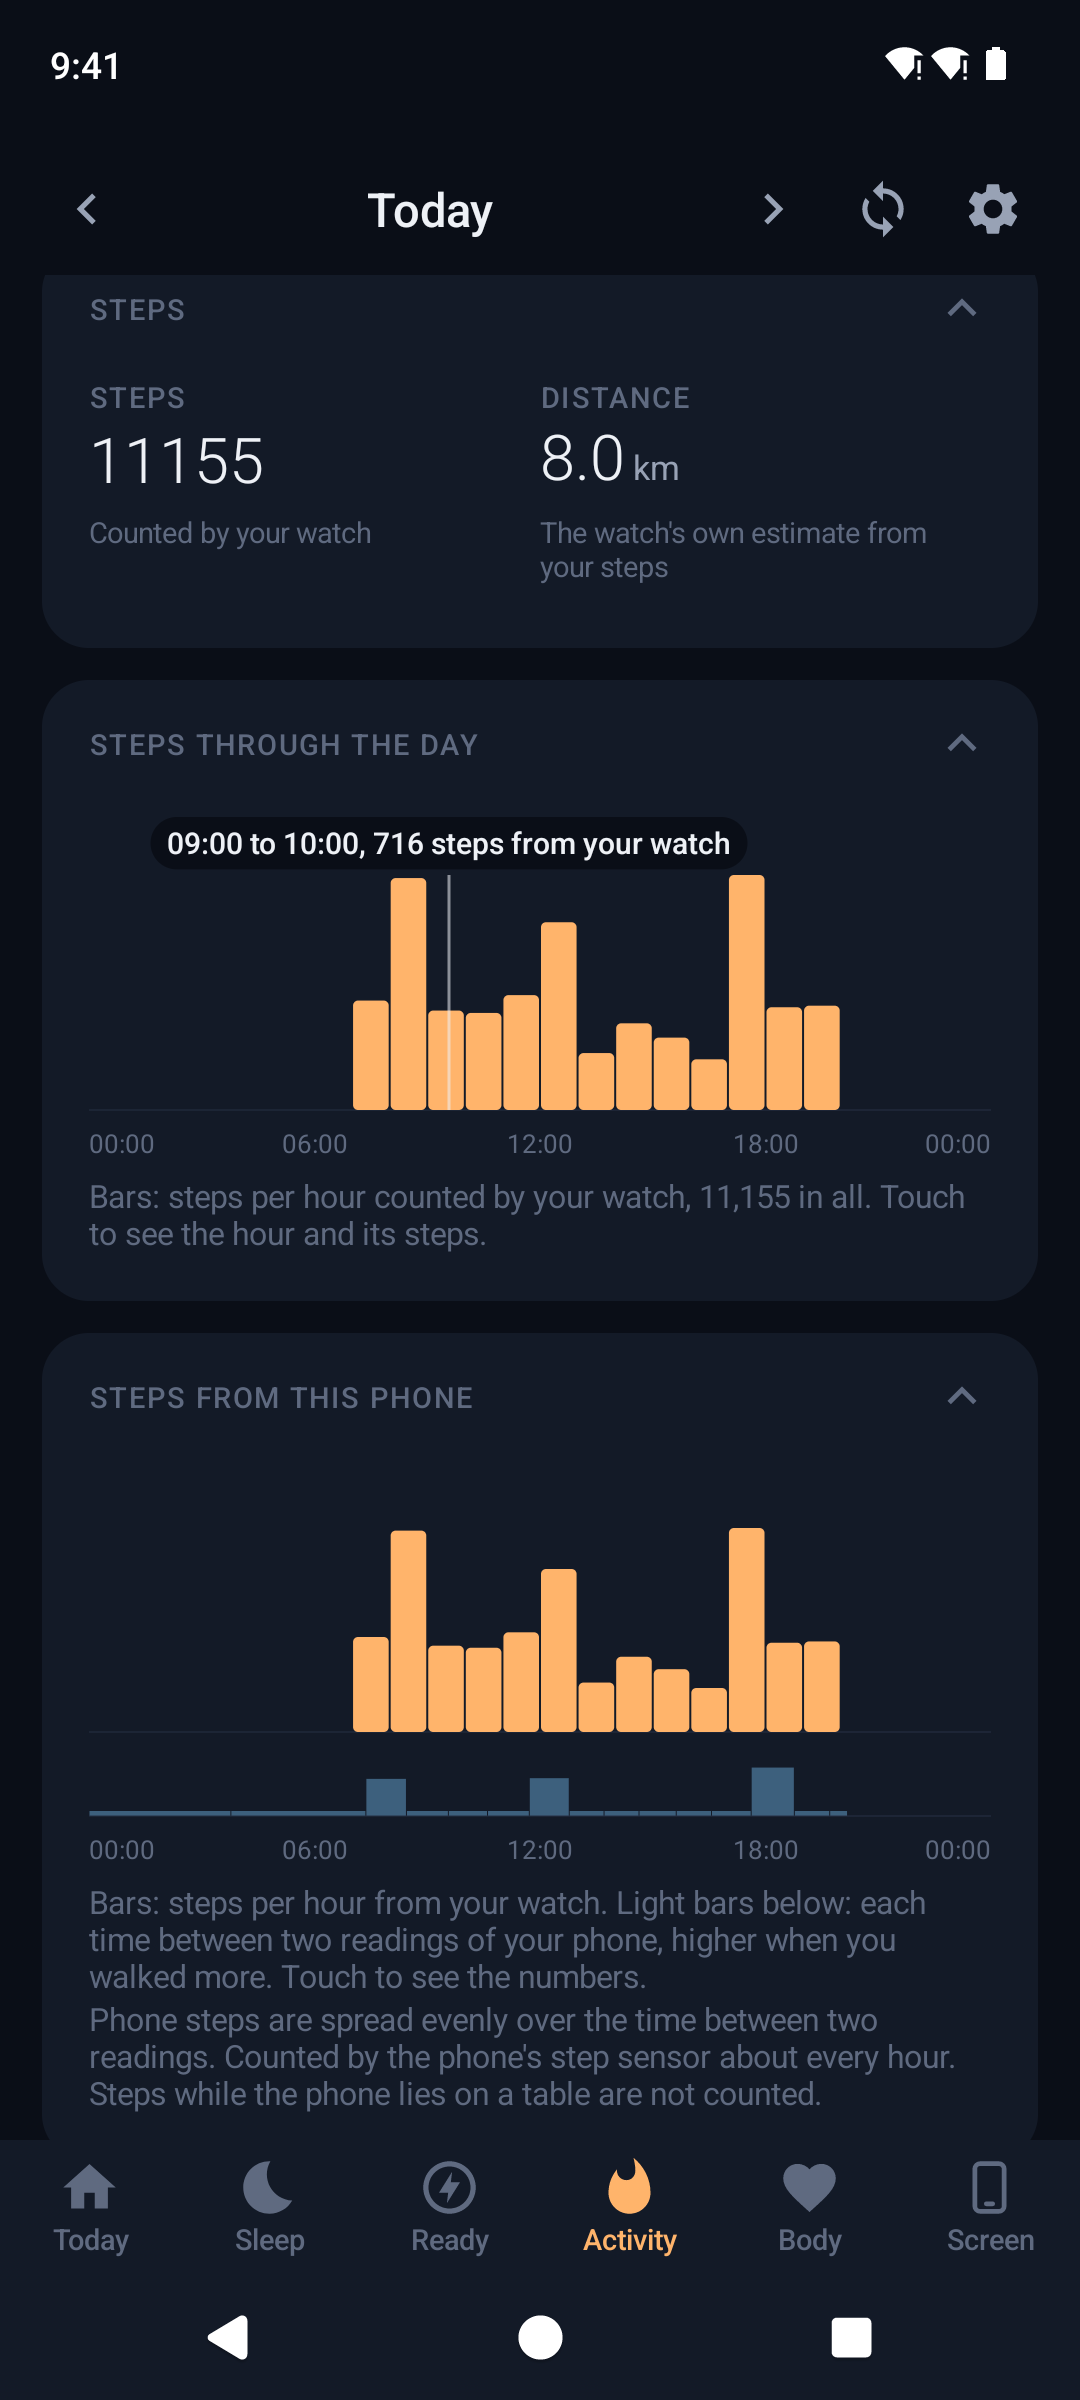 9:41
Today
STEPS
STEPS
DISTANCE
11155
8.0 km
Counted by your watch
The watch's own estimate from
your steps
STEPS THROUGH THE DAY
09:00 to 10:00, 716 steps from your watch
00:00 06:00 12:00 18:00 00:00
Bars: steps per hour counted by your watch, 11,155 in all. Touch
to see the hour and its steps.
STEPS FROM THIS PHONE
00:00 06:00 12:00 18:00 00:00
Bars: steps per hour from your watch. Light bars below: each
time between two readings of your phone, higher when you
walked more. Touch to see the numbers.
Phone steps are spread evenly over the time between two
readings. Counted by the phone's step sensor about every hour.
Steps while the phone lies on a table are not counted.
Today Sleep Ready Activity Body Screen